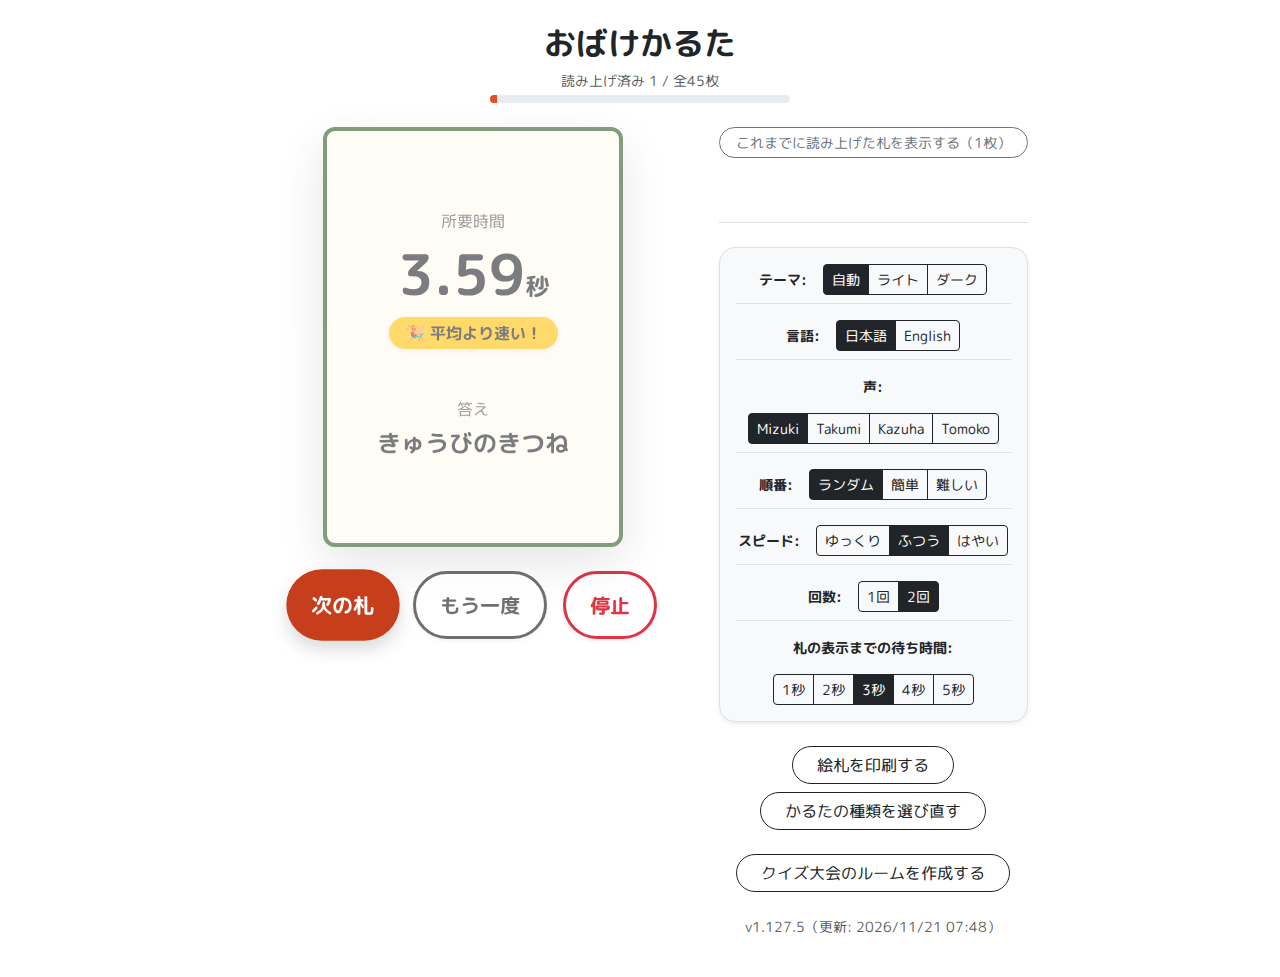 おばけかるた
読み上げ済み 1 / 全45枚
所要時間
3.59秒
🎉 平均より速い！
答え
きゅうびのきつね
次の札
もう一度
停止
これまでに読み上げた札を表示する（1枚）
テーマ: 自動 ライト ダーク
言語: 日本語 English
声:
Mizuki Takumi Kazuha Tomoko
順番: ランダム 簡単 難しい
スピード: ゆっくり ふつう はやい
回数: 1回 2回
札の表示までの待ち時間:
1秒 2秒 3秒 4秒 5秒
絵札を印刷する
かるたの種類を選び直す
クイズ大会のルームを作成する
v1.127.5（更新: 2026/11/21 07:48）